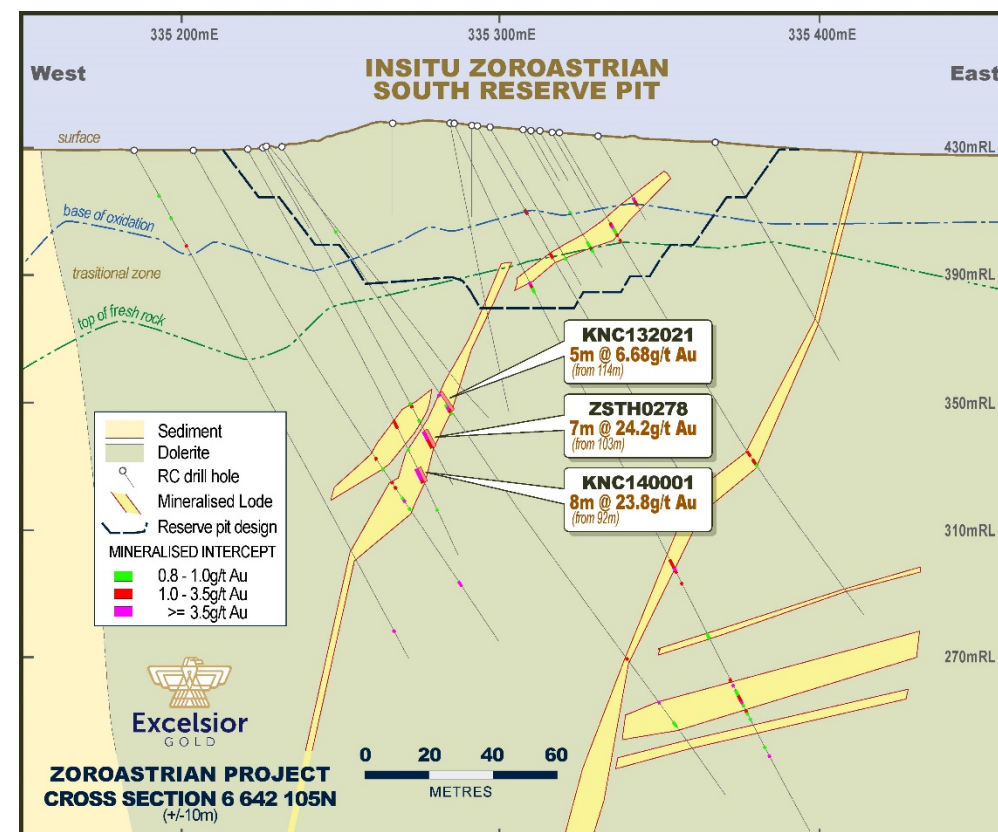 335 200mE
335 300mE
335 400mE
West
INSITU ZOROASTRIAN
SOUTH RESERVE PIT
East
surface
430mRL
base of oxidation
trasitional zone
390mRL
top of fresh rock
KNC132021
5m @ 6.68g/t Au
(from 114m)
350mRL
ZSTH0278
7m @ 24.2g/t Au
(from 103m)
KNC140001
8m @ 23.8g/t Au
(from 92m)
310mRL
Sediment
Dolerite
RC drill hole
Mineralised Lode
Reserve pit design
MINERALISED INTERCEPT
0.8 - 1.0g/t Au
1.0 - 3.5g/t Au
>= 3.5g/t Au
270mRL
Excelsior
GOLD
0 20 40 60
METRES
ZOROASTRIAN PROJECT
CROSS SECTION 6 642 105N
(+/-10m)